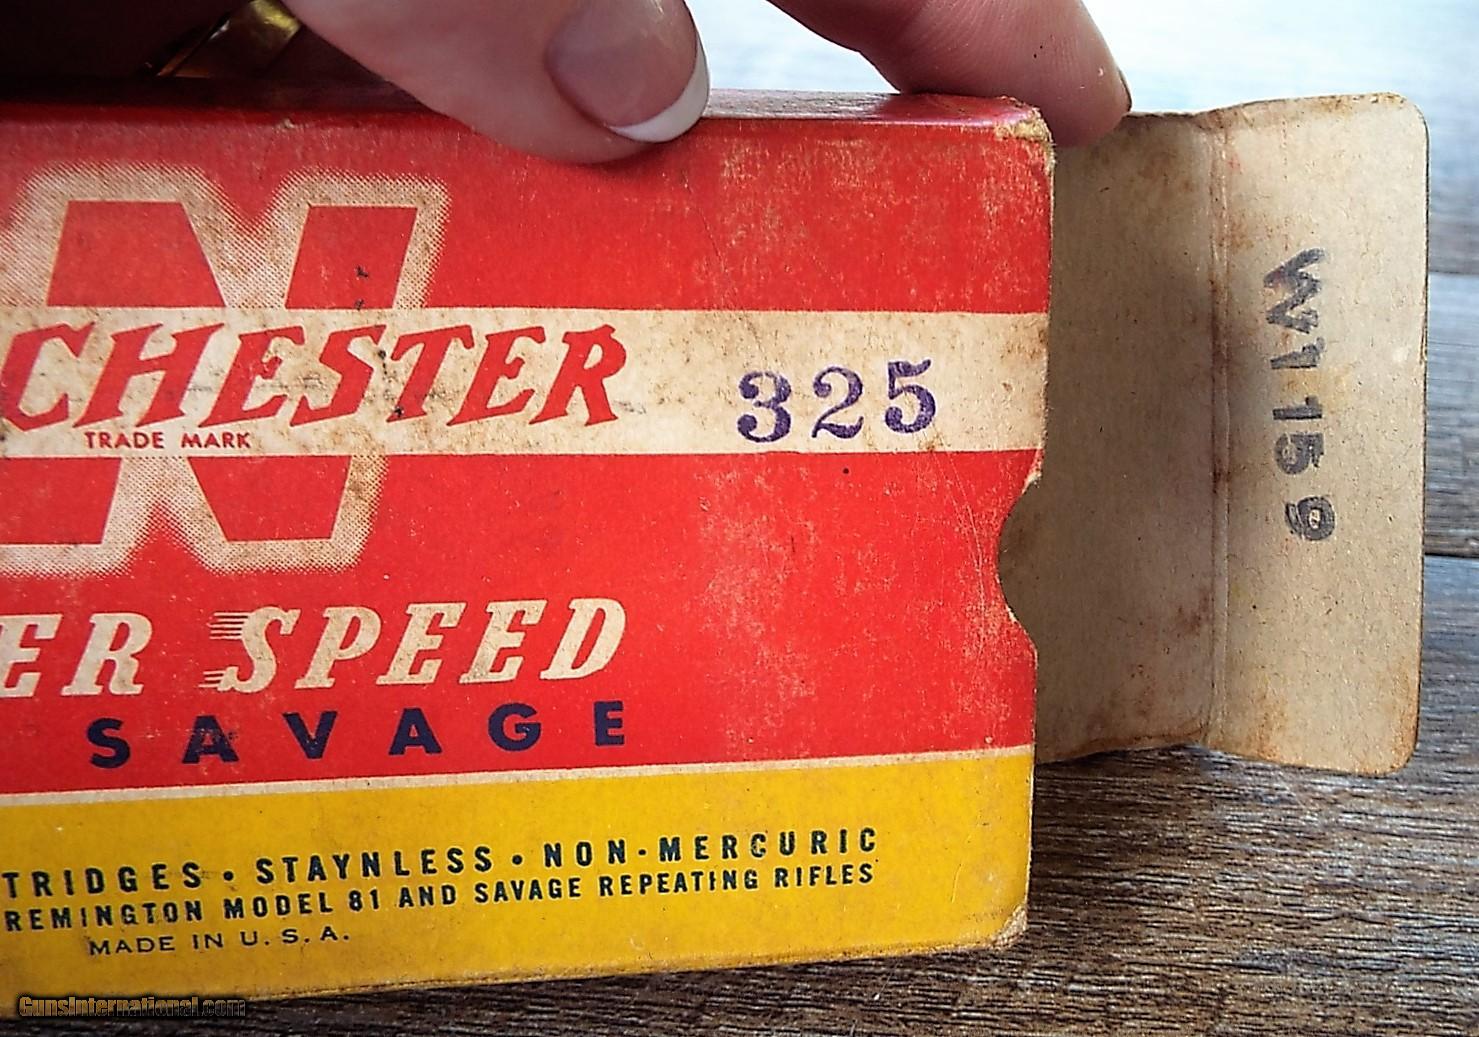 N
CHESTER
TRADE MARK
325
ER SPEED
SAVAGE
TRIDGES • STAYNLESS • NON-MERCURIC
REMINGTON MODEL 81 AND SAVAGE REPEATING RIFLES
MADE IN U.S.A.
W11159
GunsInternational.com